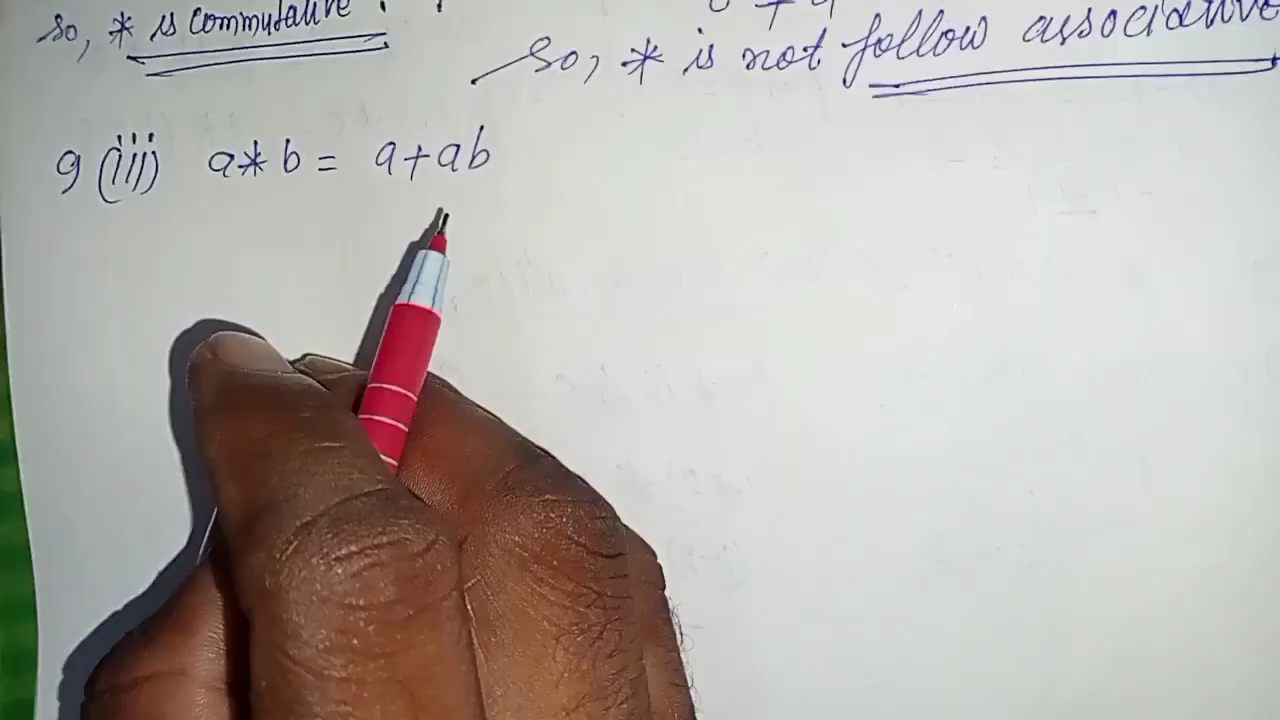 so, * is commutative
So, * is not follow associative
9 (iii) a * b = a + ab